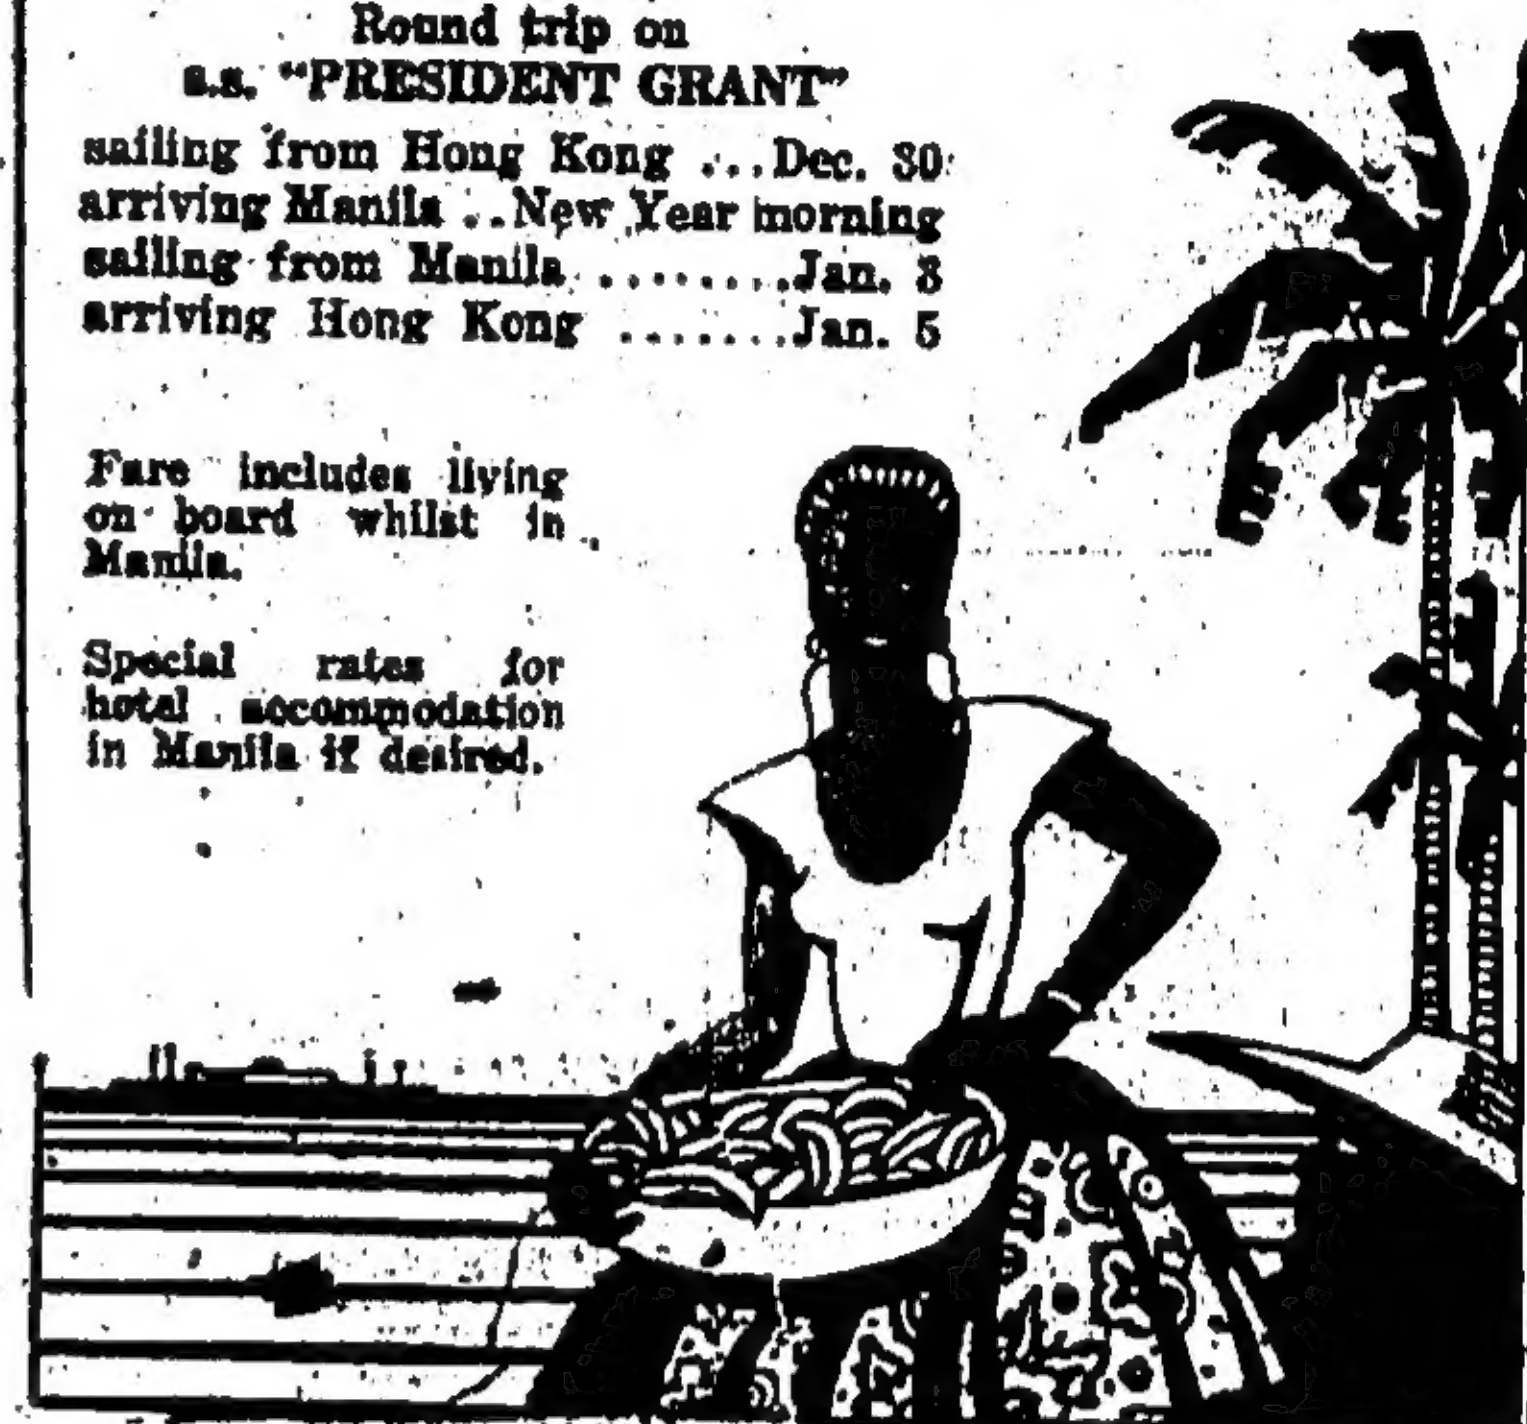 Round trip on
s.s. "PRESIDENT GRANT"
sailing from Hong Kong ...Dec. 30
arriving Manila ..New Year morning
sailing from Manila .........Jan. 3
arriving Hong Kong .......Jan. 5
Fare includes living
on board whilst in
Manila.
Special rates for
hotel accommodation
in Manila if desired.